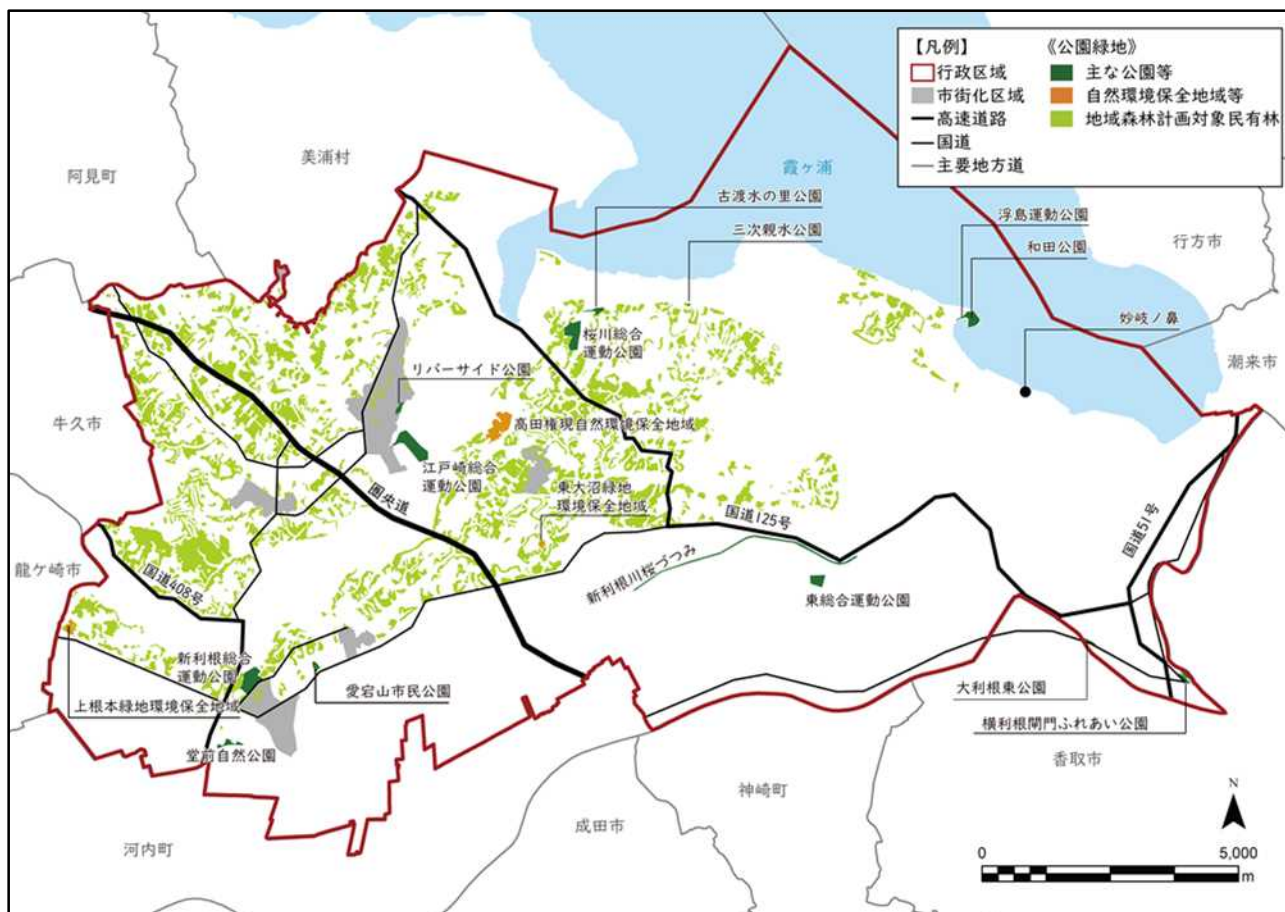 【凡例】
行政区域
市街化区域
高速道路
国道
主要地方道
《公園緑地》
主な公園等
自然環境保全地域等
地域森林計画対象民有林
美浦村
阿見町
霞ヶ浦
古渡水の里公園
三次親水公園
浮島運動公園
和田公園
行方市
妙岐ノ鼻
潮来市
桜川総合
運動公園
リバーサイド公園
牛久市
高田権現自然環境保全地域
江戸崎総合
運動公園
東大沼緑地
環境保全地域
圏央道
国道125号
国道51号
龍ケ崎市
国道408号
新利根川桜づつみ
東総合運動公園
新利根総合
運動公園
愛宕山市民公園
上根本緑地環境保全地域
堂前自然公園
大利根東公園
横利根閘門ふれあい公園
香取市
神崎町
成田市
河内町
N
0
5,000
m